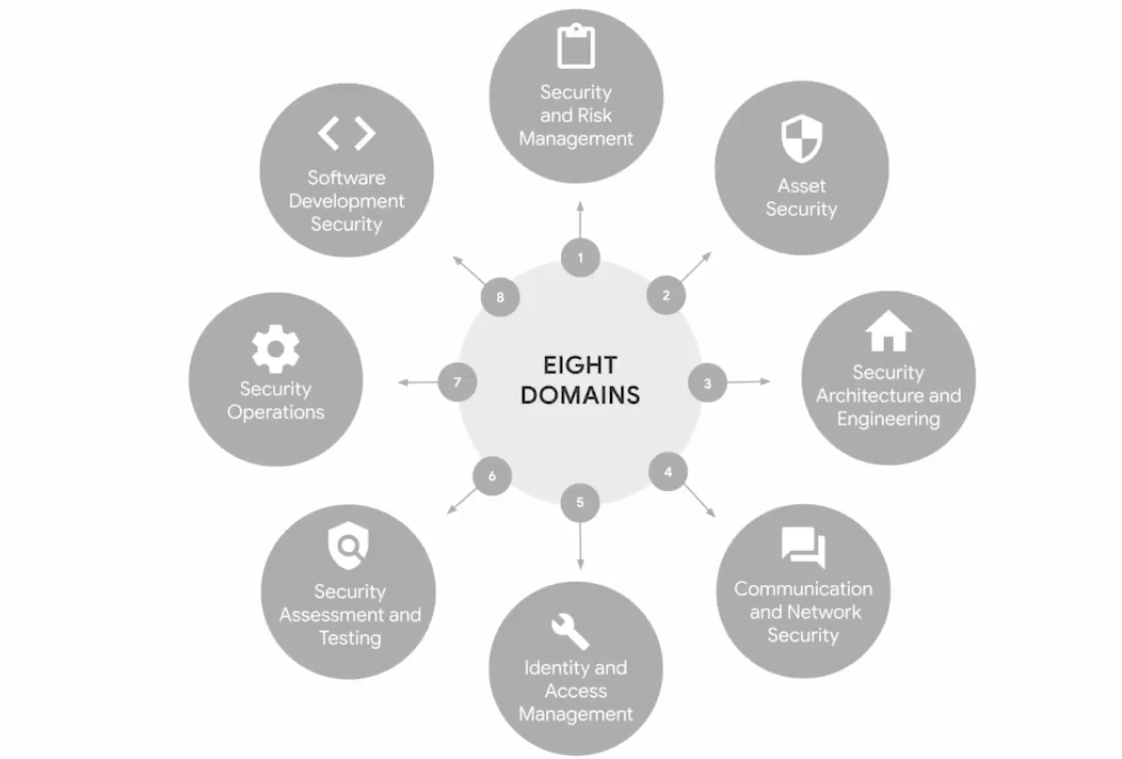 EIGHT
DOMAINS
1
Security
and Risk
Management
2
Asset
Security
3
Security
Architecture and
Engineering
4
Communication
and Network
Security
5
Identity and
Access
Management
6
Security
Assessment and
Testing
7
Security
Operations
8
Software
Development
Security